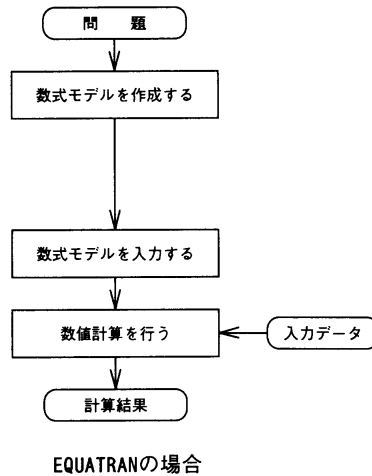 問 題
数式モデルを作成する
数式モデルを入力する
数値計算を行う
入力データ
計算結果
EQUATRANの場合